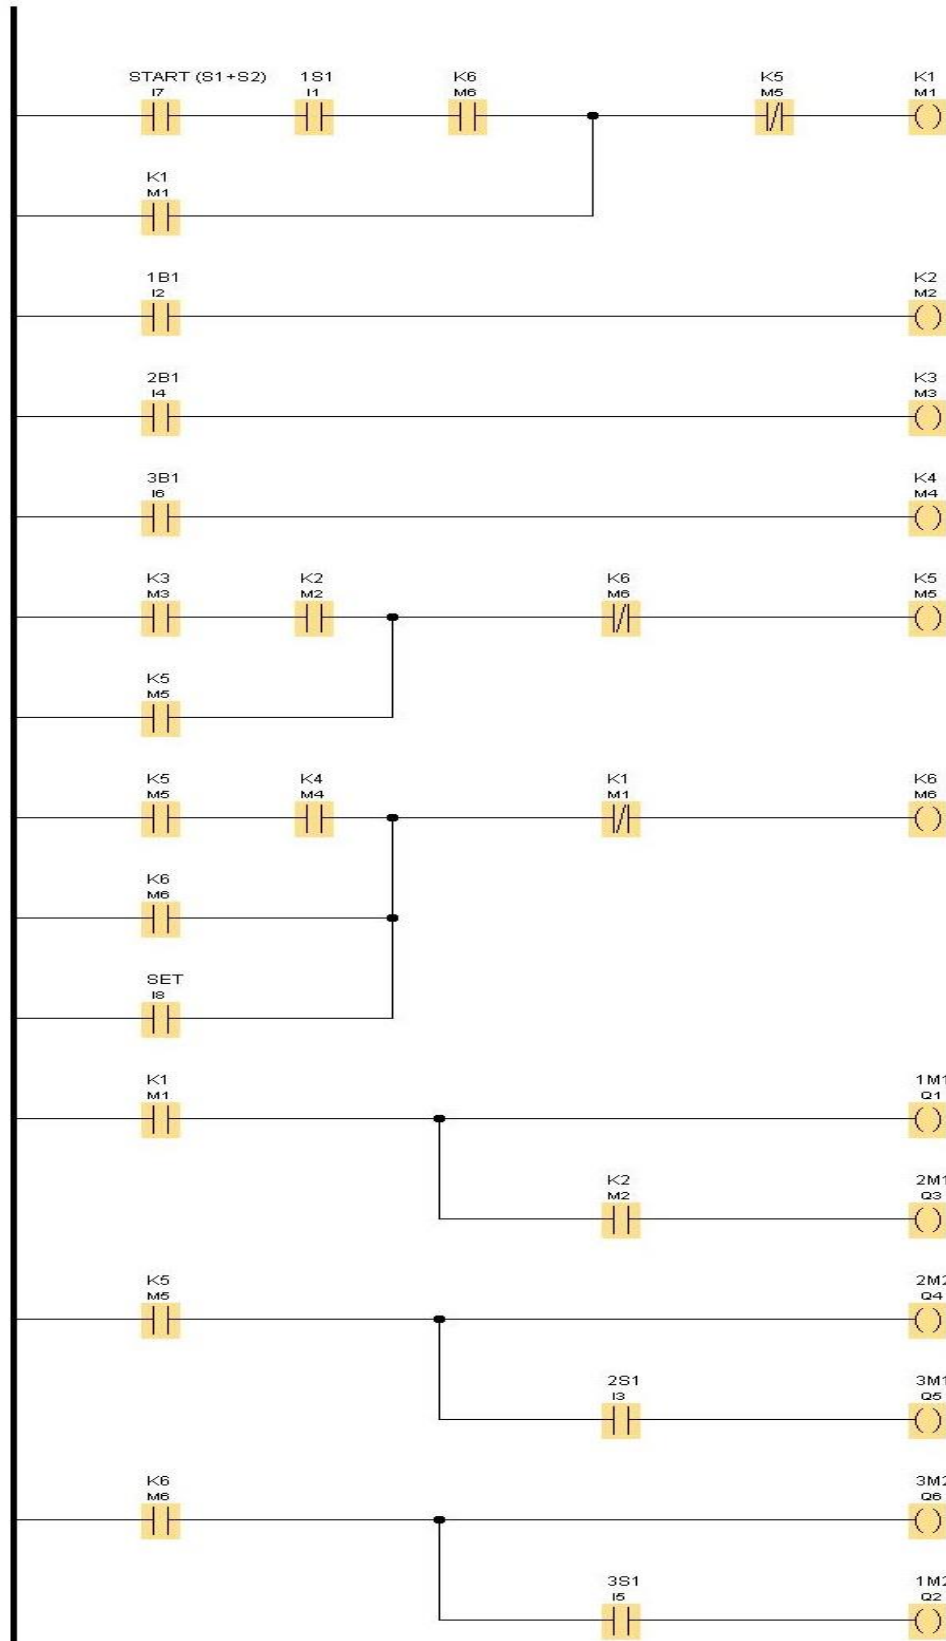 START (S1+S2) 1S1 K6 K5 K1
I7 I1 M6 M5 M1
K1
M1
1B1 K2
I2 M2
2B1 K3
I4 M3
3B1 K4
I6 M4
K3 K2 K6 K5
M3 M2 M6 M5
K5
M5
K5 K4 K1 K6
M5 M4 M1 M6
K6
M6
SET
I8
K1 1M1
M1 Q1
K2 2M1
M2 Q3
K5 2M2
M5 Q4
2S1 3M1
I3 Q5
K6 3M2
M6 Q6
3S1 1M2
I5 Q2